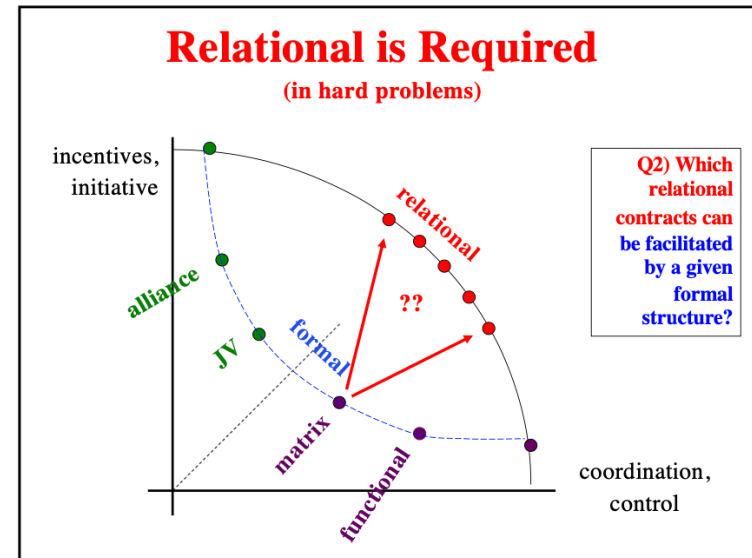 Relational is Required
(in hard problems)
incentives,
initiative
relational
alliance
??
JV
formal
matrix
functional
coordination,
control
Q2) Which
relational
contracts can
be facilitated
by a given
formal
structure?